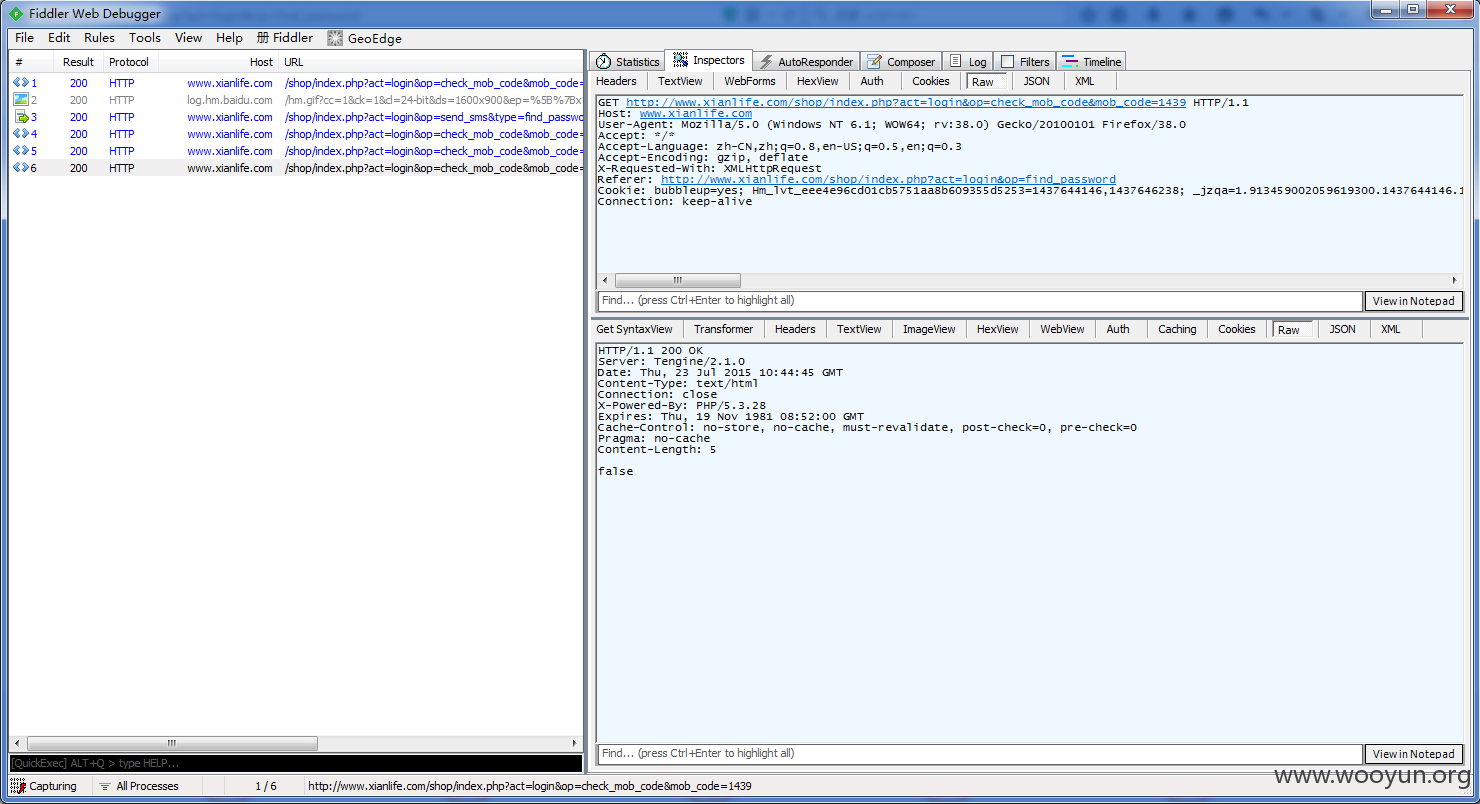 Fiddler Web Debugger
File Edit Rules Tools View Help 册 Fiddler GeoEdge
# Result Protocol Host URL
1 200 HTTP www.xianlife.com /shop/index.php?act=login&op=check_mob_code&mob_code=
2 200 HTTP log.hm.baidu.com /hm.gif?cc=1&ck=1&cl=24-bit&ds=1600x900&ep=%5B%7Bx
3 200 HTTP www.xianlife.com /shop/index.php?act=login&op=send_sms&type=find_passwo
4 200 HTTP www.xianlife.com /shop/index.php?act=login&op=check_mob_code&mob_code=
5 200 HTTP www.xianlife.com /shop/index.php?act=login&op=check_mob_code&mob_code=
6 200 HTTP www.xianlife.com /shop/index.php?act=login&op=check_mob_code&mob_code=
Statistics Inspectors AutoResponder Composer Log Filters Timeline
Headers TextView WebForms HexView Auth Cookies Raw JSON XML
GET http://www.xianlife.com/shop/index.php?act=login&op=check_mob_code&mob_code=1439 HTTP/1.1
Host: www.xianlife.com
User-Agent: Mozilla/5.0 (Windows NT 6.1; WOW64; rv:38.0) Gecko/20100101 Firefox/38.0
Accept: */*
Accept-Language: zh-CN,zh;q=0.8,en-US;q=0.5,en;q=0.3
Accept-Encoding: gzip, deflate
X-Requested-With: XMLHttpRequest
Referer: http://www.xianlife.com/shop/index.php?act=login&op=find_password
Cookie: bubbleup=yes; Hm_lvt_eee4e96cd01cb5751aa8b609355d5253=1437644146,1437646238; _jzqa=1.913459002059619300.1437644146.1
Connection: keep-alive
Find... (press Ctrl+Enter to highlight all) View in Notepad
Get SyntaxView Transformer Headers TextView ImageView HexView WebView Auth Caching Cookies Raw JSON XML
HTTP/1.1 200 OK
Server: Tengine/2.1.0
Date: Thu, 23 Jul 2015 10:44:45 GMT
Content-Type: text/html
Connection: close
X-Powered-By: PHP/5.3.28
Expires: Thu, 19 Nov 1981 08:52:00 GMT
Cache-Control: no-store, no-cache, must-revalidate, post-check=0, pre-check=0
Pragma: no-cache
Content-Length: 5
false
Find... (press Ctrl+Enter to highlight all) View in Notepad
[QuickExec] ALT+Q > type HELP...
Capturing All Processes 1 / 6 http://www.xianlife.com/shop/index.php?act=login&op=check_mob_code&mob_code=1439
www.wooyun.org